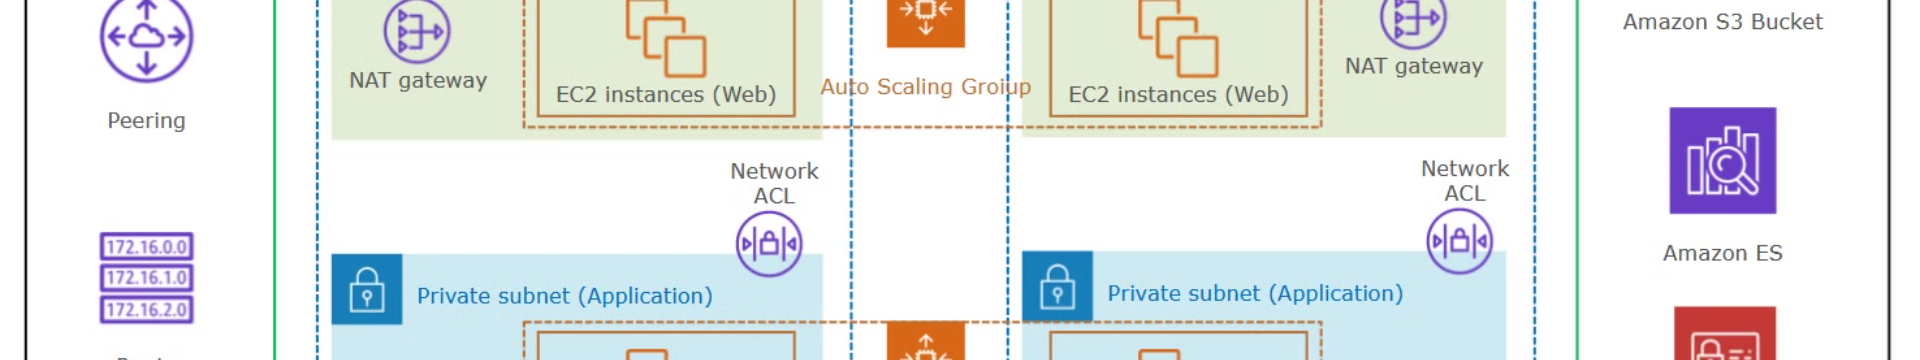 Amazon S3 Bucket
NAT gateway
EC2 instances (Web)
Auto Scaling Groiup
EC2 instances (Web)
NAT gateway
Peering
Network
ACL
Network
ACL
172.16.0.0
172.16.1.0
172.16.2.0
Private subnet (Application)
Private subnet (Application)
Amazon ES